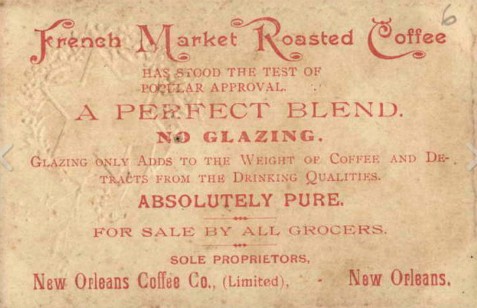 6
French Market Roasted Coffee
HAS STOOD THE TEST OF
POPULAR APPROVAL.
A PERFECT BLEND.
NO GLAZING.
GLAZING ONLY ADDS TO THE WEIGHT OF COFFEE AND DE-
TRACTS FROM THE DRINKING QUALITIES.
ABSOLUTELY PURE.
FOR SALE BY ALL GROCERS.
SOLE PROPRIETORS,
New Orleans Coffee Co., (Limited), New Orleans.